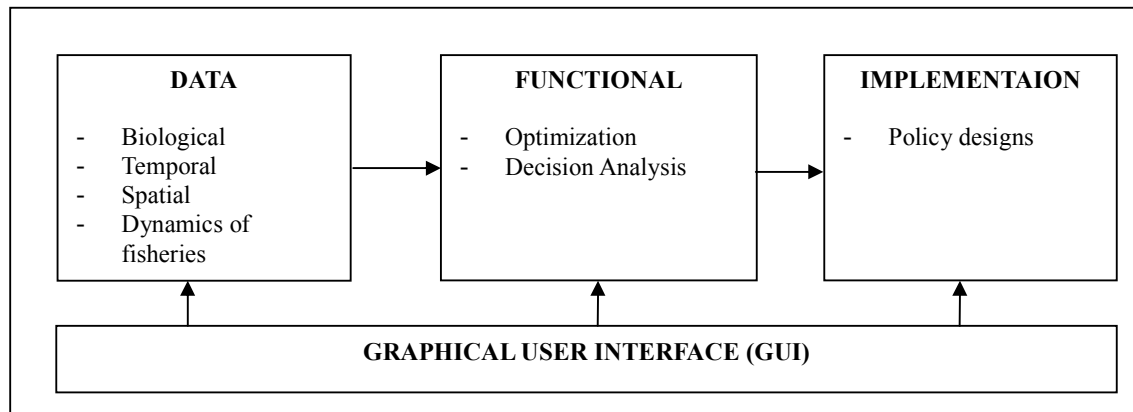 DATA
- Biological
- Temporal
- Spatial
- Dynamics of
fisheries
FUNCTIONAL
- Optimization
- Decision Analysis
IMPLEMENTAION
- Policy designs
GRAPHICAL USER INTERFACE (GUI)